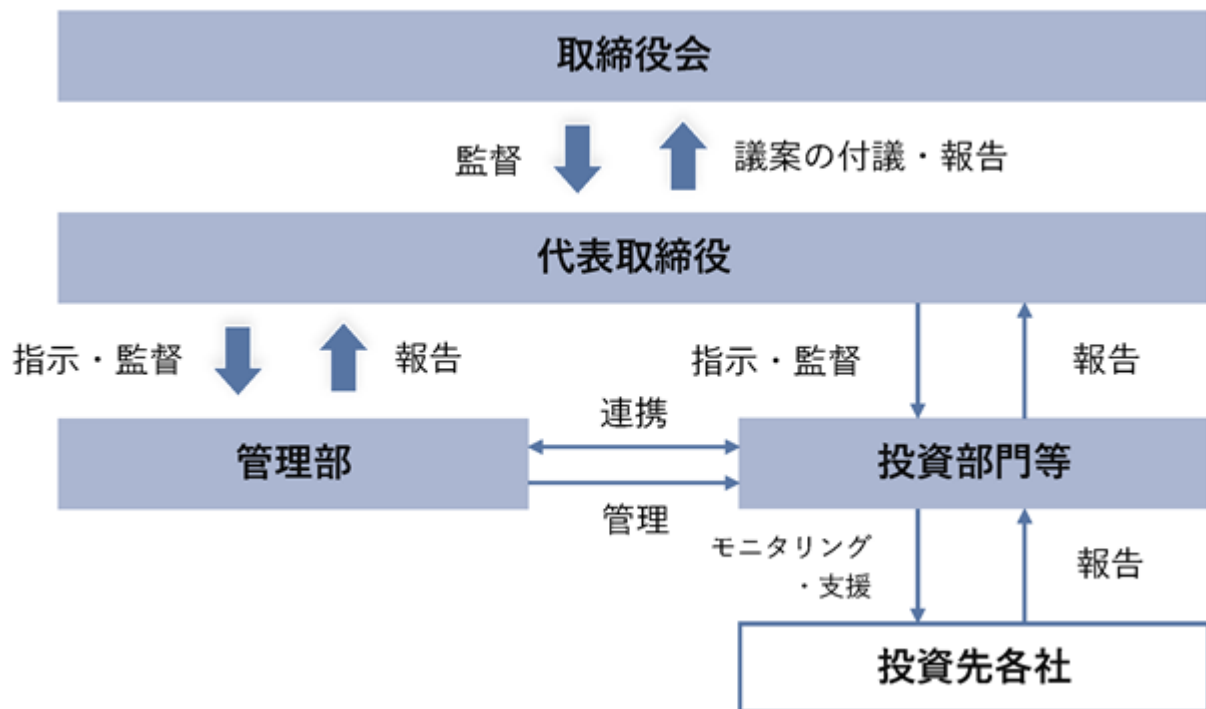 取締役会
監督
議案の付議・報告
代表取締役
指示・監督
報告
指示・監督
報告
連携
管理部
投資部門等
管理
モニタリング
・支援
報告
投資先各社